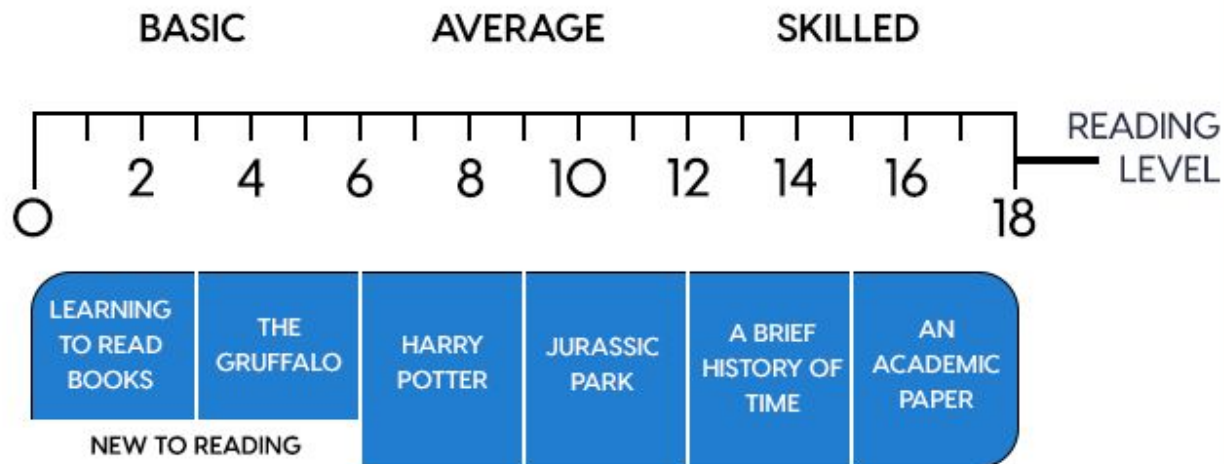 BASIC AVERAGE SKILLED
READING
LEVEL
2 4 6 8 10 12 14 16
0 18
LEARNING
TO READ
BOOKS
THE
GRUFFALO
HARRY
POTTER
JURASSIC
PARK
A BRIEF
HISTORY OF
TIME
AN
ACADEMIC
PAPER
NEW TO READING